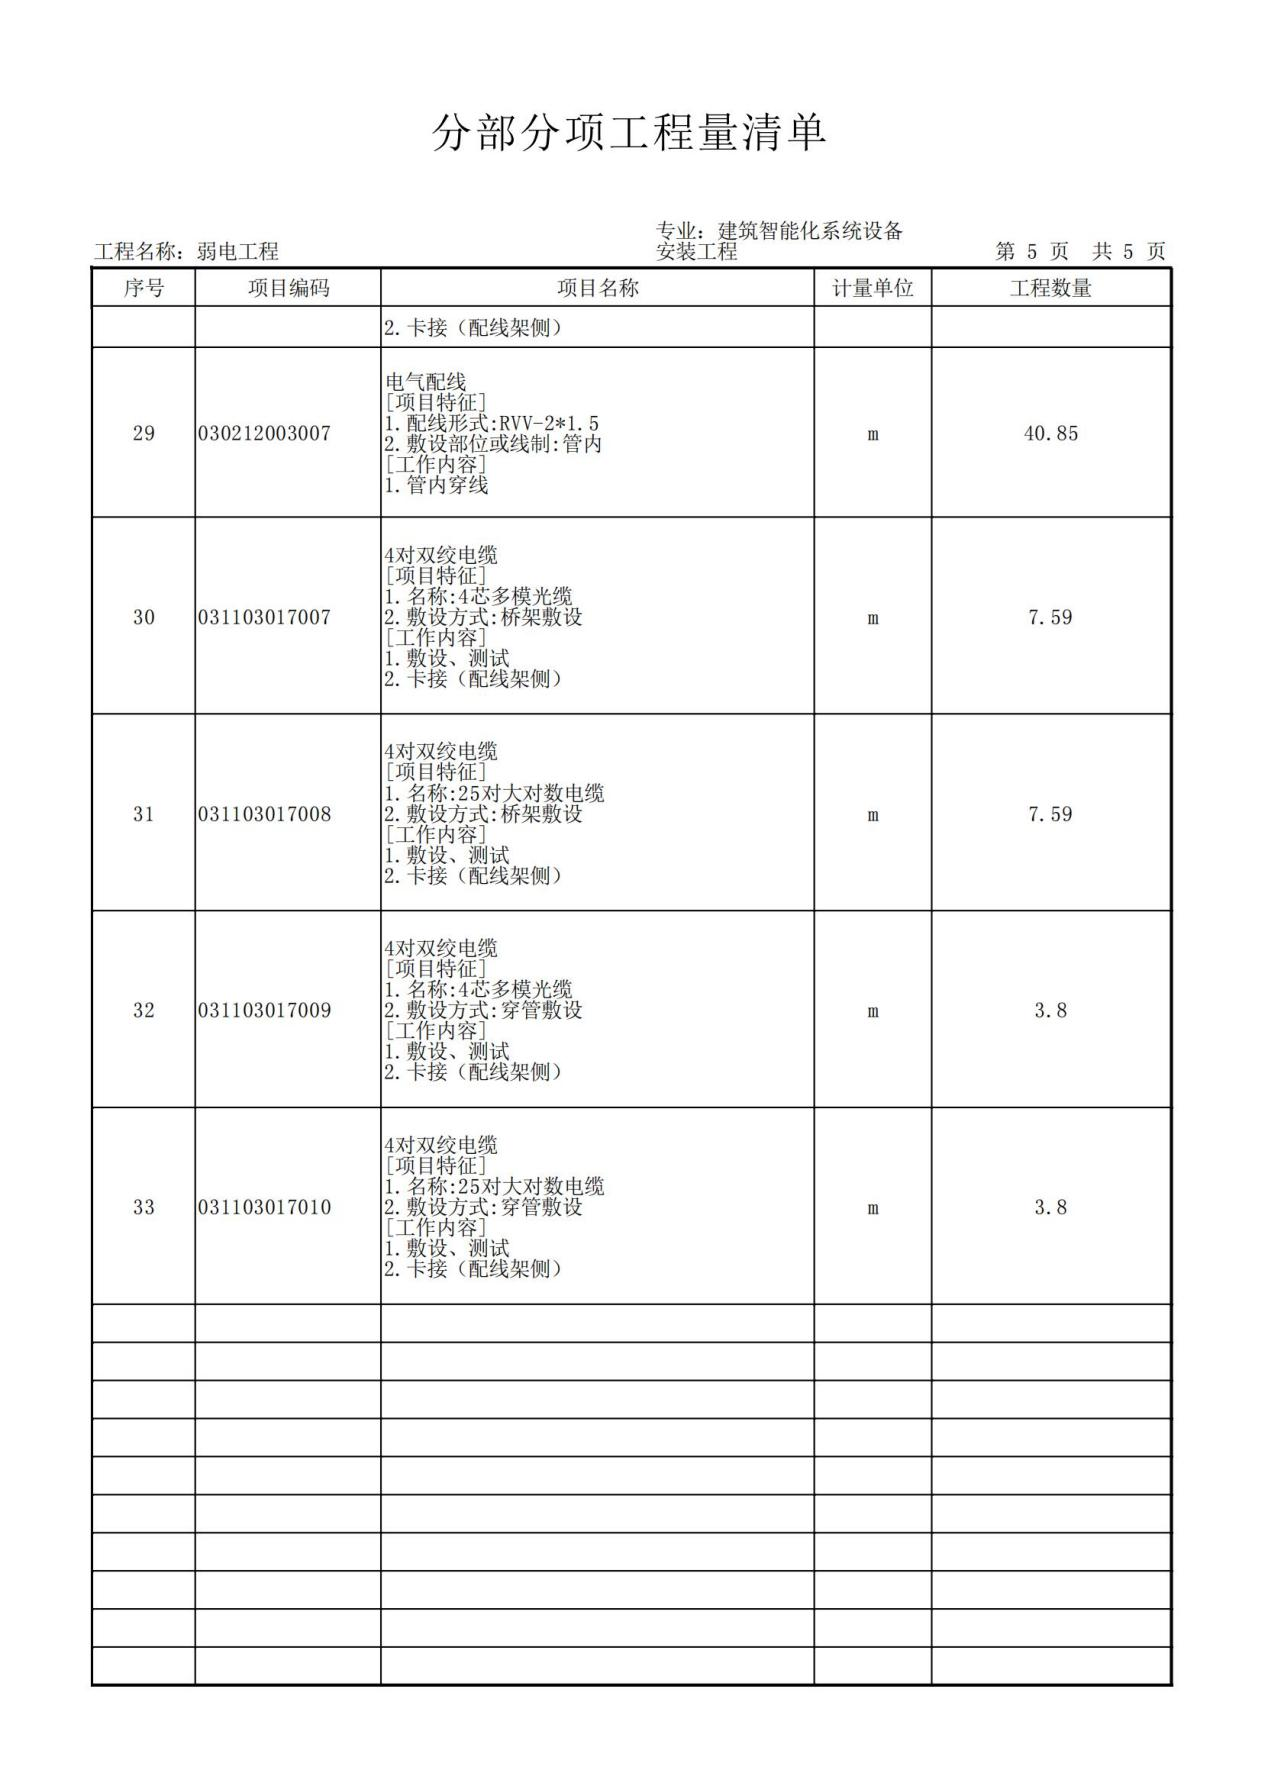 分部分项工程量清单
专业：建筑智能化系统设备
工程名称：弱电工程 安装工程 第 5 页 共 5 页
序号 项目编码 项目名称 计量单位 工程数量
2.卡接（配线架侧）
电气配线
[项目特征]
1.配线形式:RVV-2*1.5
29 030212003007 2.敷设部位或线制:管内 m 40.85
[工作内容]
1.管内穿线
4对双绞电缆
[项目特征]
1.名称:4芯多模光缆
30 031103017007 2.敷设方式:桥架敷设 m 7.59
[工作内容]
1.敷设、测试
2.卡接（配线架侧）
4对双绞电缆
[项目特征]
1.名称:25对大对数电缆
31 031103017008 2.敷设方式:桥架敷设 m 7.59
[工作内容]
1.敷设、测试
2.卡接（配线架侧）
4对双绞电缆
[项目特征]
1.名称:4芯多模光缆
32 031103017009 2.敷设方式:穿管敷设 m 3.8
[工作内容]
1.敷设、测试
2.卡接（配线架侧）
4对双绞电缆
[项目特征]
1.名称:25对大对数电缆
33 031103017010 2.敷设方式:穿管敷设 m 3.8
[工作内容]
1.敷设、测试
2.卡接（配线架侧）